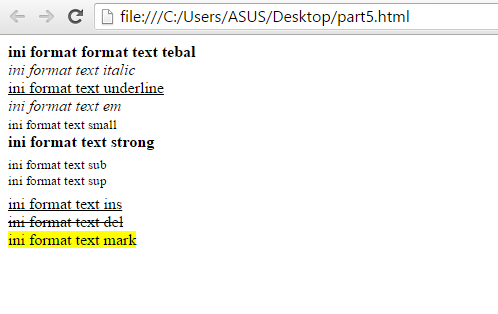 file:///C:/Users/ASUS/Desktop/part5.html
ini format format text tebal
ini format text italic
ini format text underline
ini format text em
ini format text small
ini format text strong
ini format text sub
ini format text sup
ini format text ins
ini format text del
ini format text mark